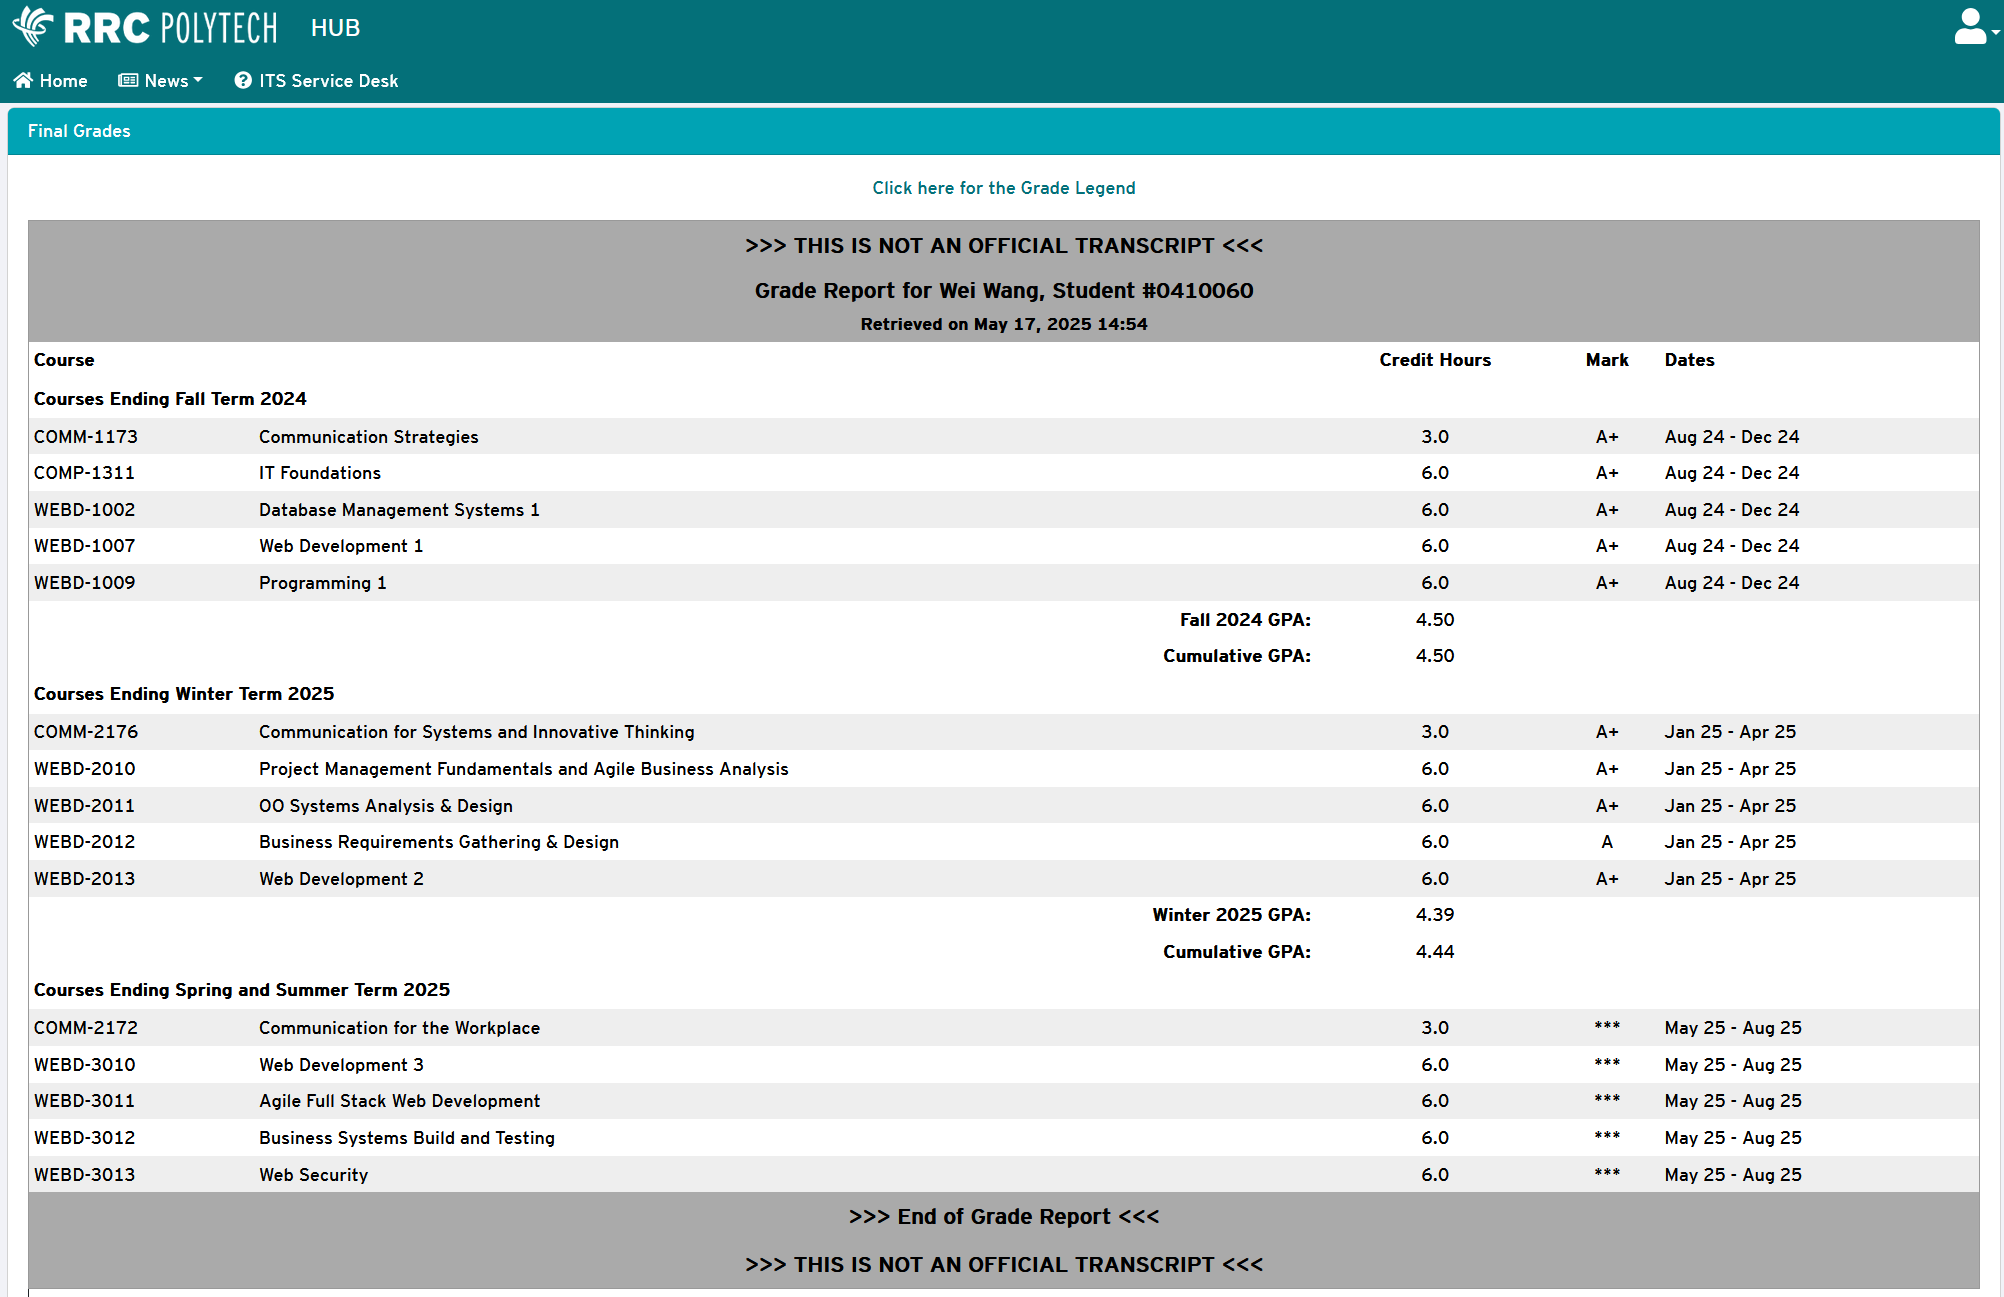 RRC POLYTECH HUB
Home News ITS Service Desk
Final Grades
Click here for the Grade Legend
>>> THIS IS NOT AN OFFICIAL TRANSCRIPT <<<
Grade Report for Wei Wang, Student #0410060
Retrieved on May 17, 2025 14:54
Course Credit Hours Mark Dates
Courses Ending Fall Term 2024
COMM-1173 Communication Strategies 3.0 A+ Aug 24 - Dec 24
COMP-1311 IT Foundations 6.0 A+ Aug 24 - Dec 24
WEBD-1002 Database Management Systems 1 6.0 A+ Aug 24 - Dec 24
WEBD-1007 Web Development 1 6.0 A+ Aug 24 - Dec 24
WEBD-1009 Programming 1 6.0 A+ Aug 24 - Dec 24
Fall 2024 GPA: 4.50
Cumulative GPA: 4.50
Courses Ending Winter Term 2025
COMM-2176 Communication for Systems and Innovative Thinking 3.0 A+ Jan 25 - Apr 25
WEBD-2010 Project Management Fundamentals and Agile Business Analysis 6.0 A+ Jan 25 - Apr 25
WEBD-2011 OO Systems Analysis & Design 6.0 A+ Jan 25 - Apr 25
WEBD-2012 Business Requirements Gathering & Design 6.0 A Jan 25 - Apr 25
WEBD-2013 Web Development 2 6.0 A+ Jan 25 - Apr 25
Winter 2025 GPA: 4.39
Cumulative GPA: 4.44
Courses Ending Spring and Summer Term 2025
COMM-2172 Communication for the Workplace 3.0 *** May 25 - Aug 25
WEBD-3010 Web Development 3 6.0 *** May 25 - Aug 25
WEBD-3011 Agile Full Stack Web Development 6.0 *** May 25 - Aug 25
WEBD-3012 Business Systems Build and Testing 6.0 *** May 25 - Aug 25
WEBD-3013 Web Security 6.0 *** May 25 - Aug 25
>>> End of Grade Report <<<
>>> THIS IS NOT AN OFFICIAL TRANSCRIPT <<<